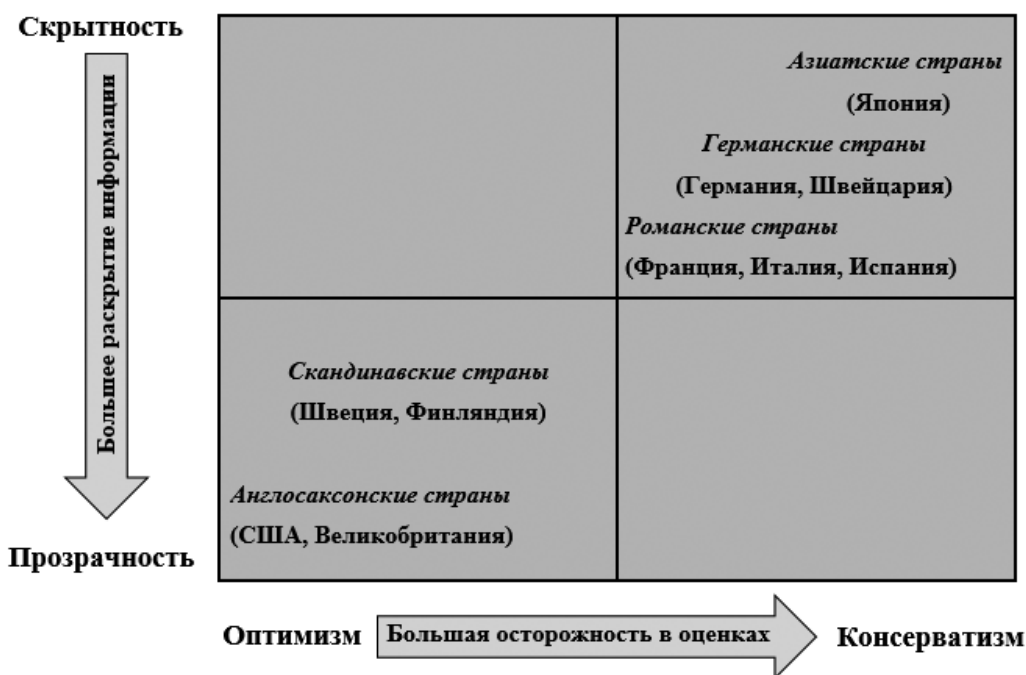 Скрытность
Большее раскрытие информации
Прозрачность
Азиатские страны
(Япония)
Германские страны
(Германия, Швейцария)
Романские страны
(Франция, Италия, Испания)
Скандинавские страны
(Швеция, Финляндия)
Англосаксонские страны
(США, Великобритания)
Оптимизм
Большая осторожность в оценках
Консерватизм